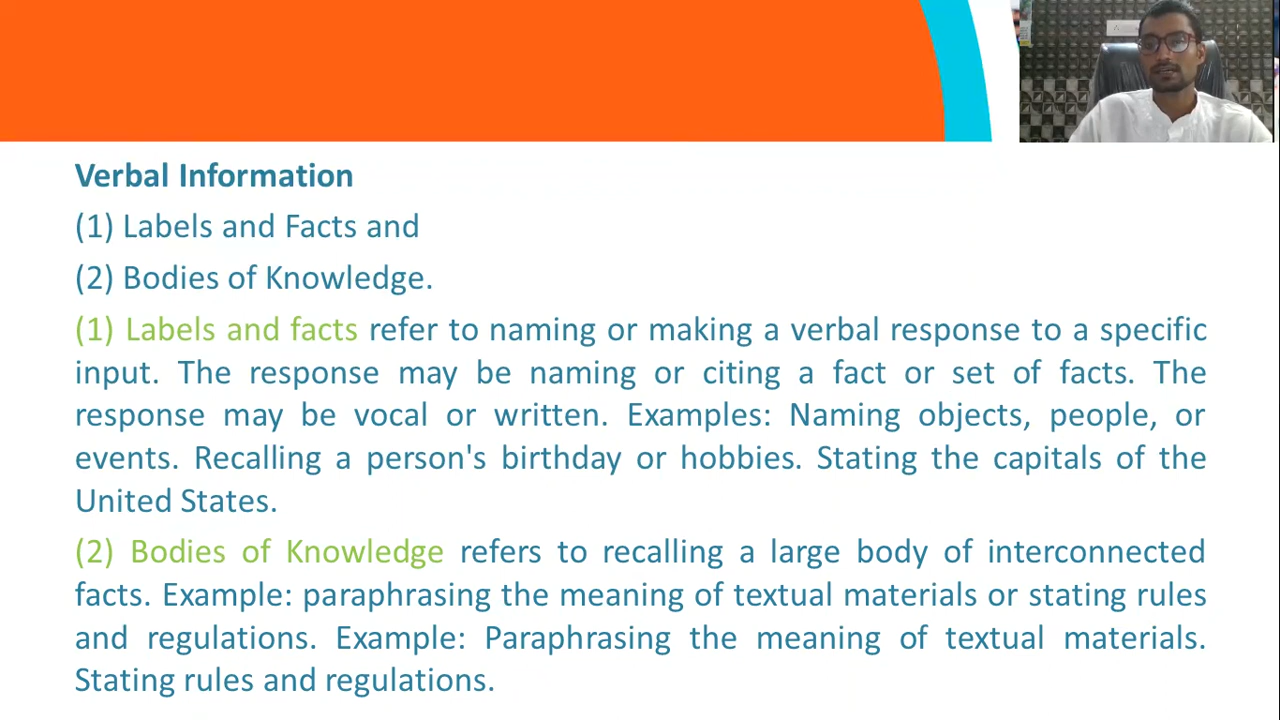 Verbal Information
(1) Labels and Facts and
(2) Bodies of Knowledge.
(1) Labels and facts refer to naming or making a verbal response to a specific
input. The response may be naming or citing a fact or set of facts. The
response may be vocal or written. Examples: Naming objects, people, or
events. Recalling a person's birthday or hobbies. Stating the capitals of the
United States.
(2) Bodies of Knowledge refers to recalling a large body of interconnected
facts. Example: paraphrasing the meaning of textual materials or stating rules
and regulations. Example: Paraphrasing the meaning of textual materials.
Stating rules and regulations.